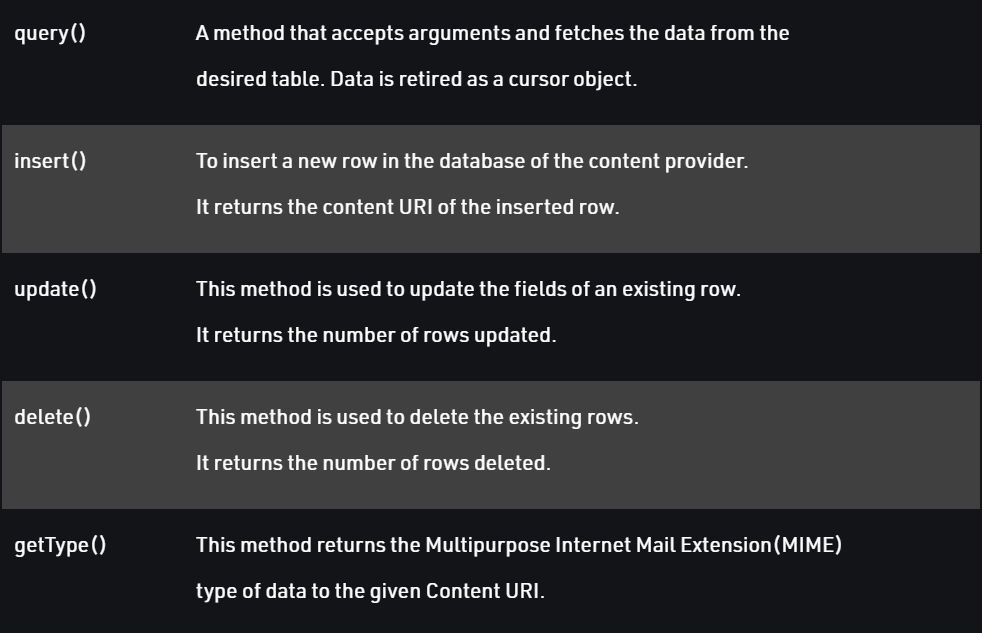 query() A method that accepts arguments and fetches the data from the
desired table. Data is retired as a cursor object.
insert() To insert a new row in the database of the content provider.
It returns the content URI of the inserted row.
update() This method is used to update the fields of an existing row.
It returns the number of rows updated.
delete() This method is used to delete the existing rows.
It returns the number of rows deleted.
getType() This method returns the Multipurpose Internet Mail Extension(MIME)
type of data to the given Content URI.